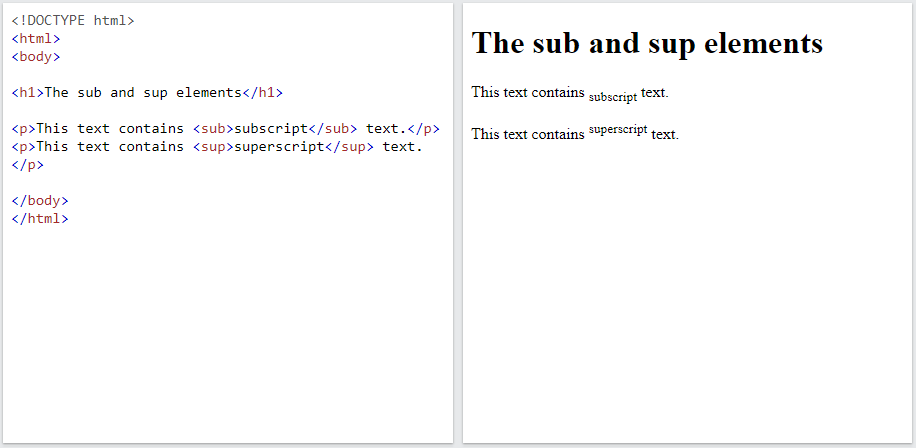 <!DOCTYPE html>
<html>
<body>
<h1>The sub and sup elements</h1>
<p>This text contains <sub>subscript</sub> text.</p>
<p>This text contains <sup>superscript</sup> text.
</p>
</body>
</html>
The sub and sup elements
This text contains subscript text.
This text contains superscript text.